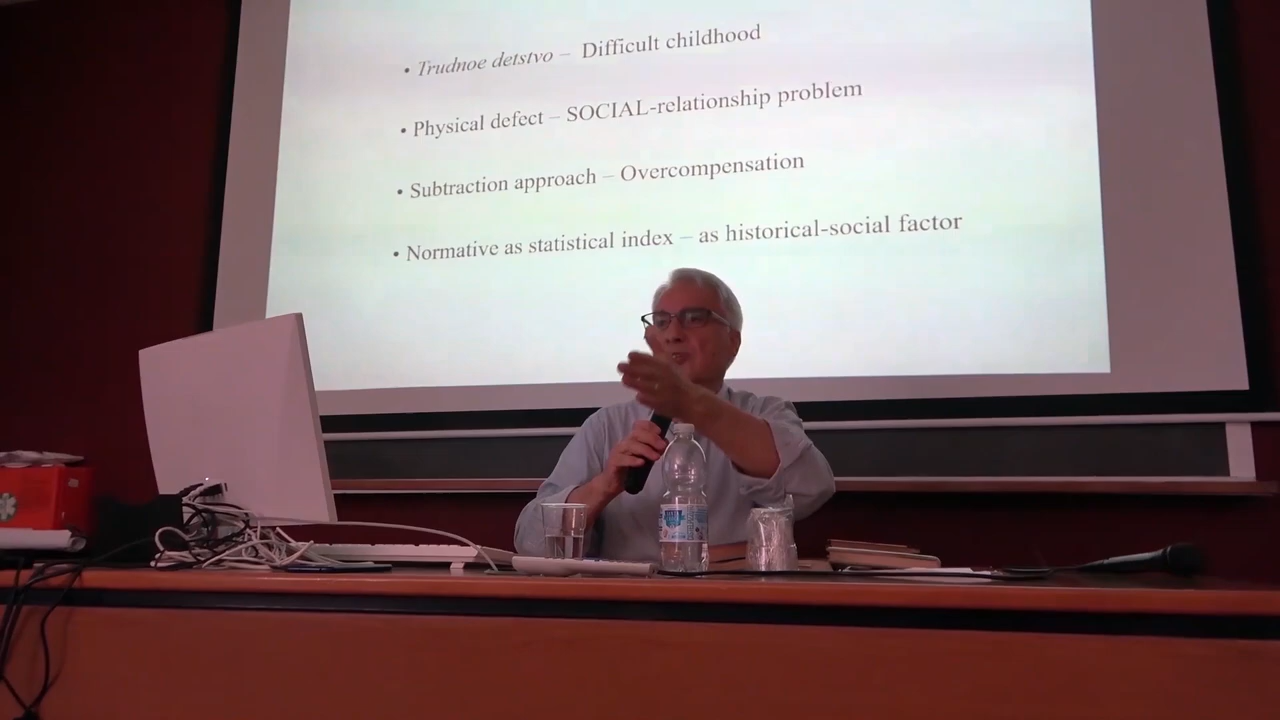 • Trudnoe detstvo – Difficult childhood
• Physical defect – SOCIAL-relationship problem
• Subtraction approach – Overcompensation
• Normative as statistical index – as historical-social factor